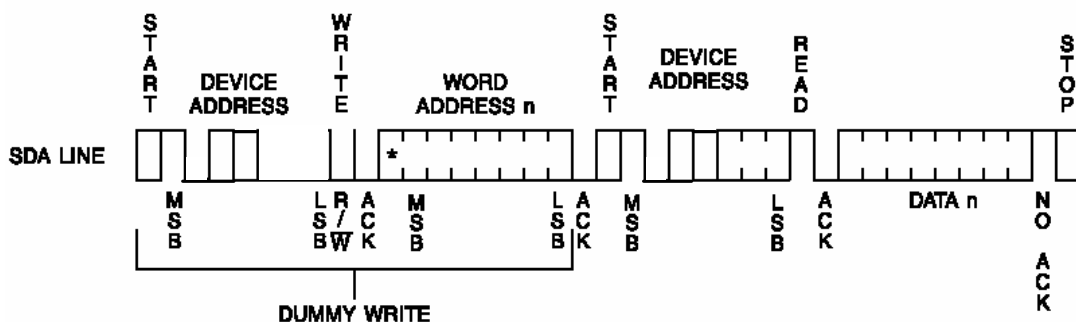 START
WRITE
START
READ
STOP
DEVICE
ADDRESS
WORD
ADDRESS n
DEVICE
ADDRESS
SDA LINE
*
MSB
LSB
R/W
ACK
MSB
LSB
ACK
MSB
LSB
ACK
DATA n
NO ACK
DUMMY WRITE